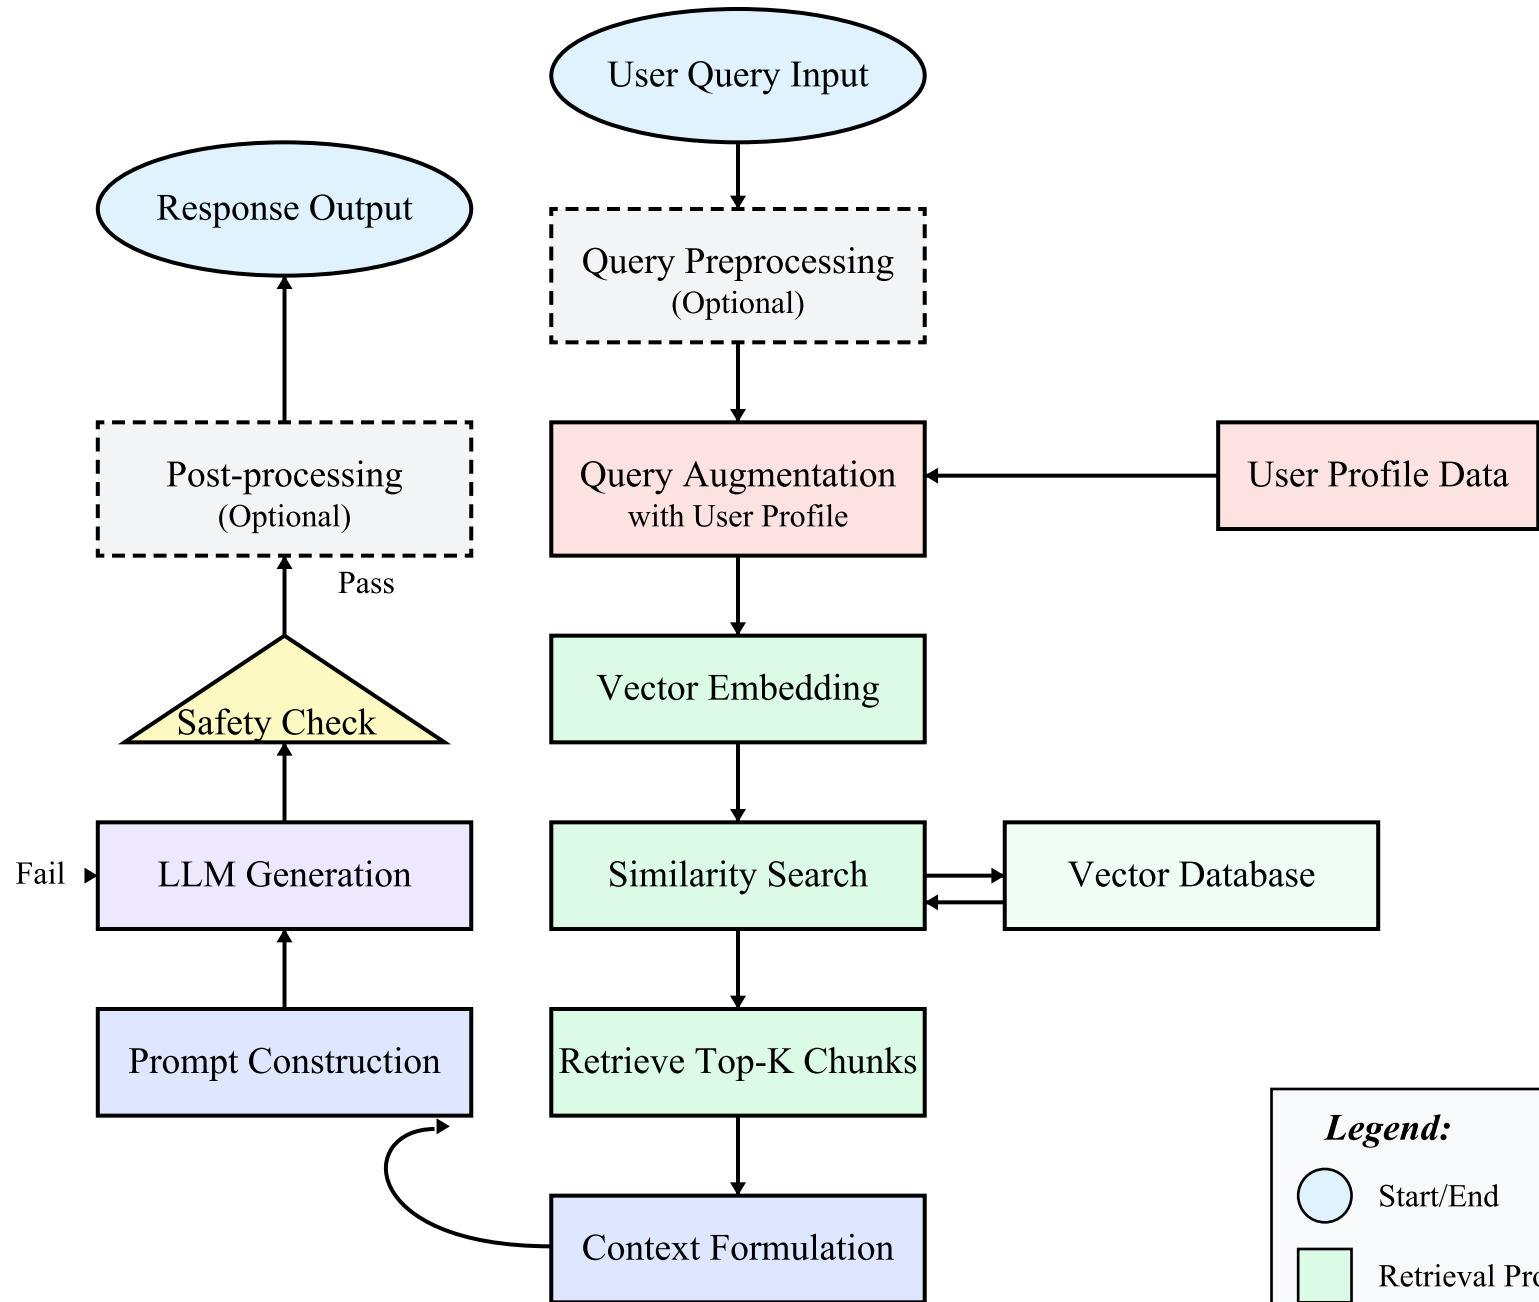 User Query Input
Response Output
Query Preprocessing
(Optional)
Post-processing
(Optional)
Query Augmentation
with User Profile
User Profile Data
Pass
Vector Embedding
Safety Check
Fail
LLM Generation
Similarity Search
Vector Database
Prompt Construction
Retrieve Top-K Chunks
Legend:
Start/End
Context Formulation
Retrieval